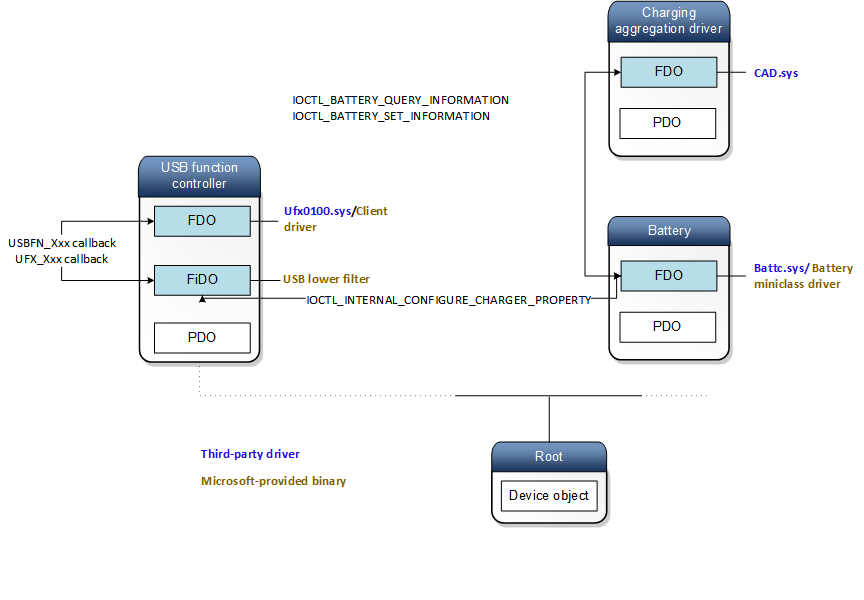 Charging
aggregation driver
FDO
CAD.sys
PDO
IOCTL_BATTERY_QUERY_INFORMATION
IOCTL_BATTERY_SET_INFORMATION
USB function
controller
FDO
Ufx0100.sys/Client
driver
USBFN_Xxx callback
UFX_Xxx callback
FiDO
USB lower filter
IOCTL_INTERNAL_CONFIGURE_CHARGER_PROPERTY
PDO
Battery
FDO
Battc.sys/ Battery
miniclass driver
PDO
Third-party driver
Microsoft-provided binary
Root
Device object